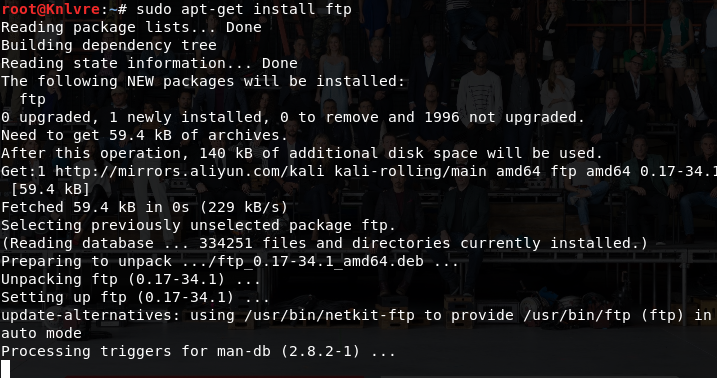 root@Knlvre:~# sudo apt-get install ftp
Reading package lists... Done
Building dependency tree
Reading state information... Done
The following NEW packages will be installed:
  ftp
0 upgraded, 1 newly installed, 0 to remove and 1996 not upgraded.
Need to get 59.4 kB of archives.
After this operation, 140 kB of additional disk space will be used.
Get:1 http://mirrors.aliyun.com/kali kali-rolling/main amd64 ftp amd64 0.17-34.1
 [59.4 kB]
Fetched 59.4 kB in 0s (229 kB/s)
Selecting previously unselected package ftp.
(Reading database ... 334251 files and directories currently installed.)
Preparing to unpack .../ftp_0.17-34.1_amd64.deb ...
Unpacking ftp (0.17-34.1) ...
Setting up ftp (0.17-34.1) ...
update-alternatives: using /usr/bin/netkit-ftp to provide /usr/bin/ftp (ftp) in
auto mode
Processing triggers for man-db (2.8.2-1) ...